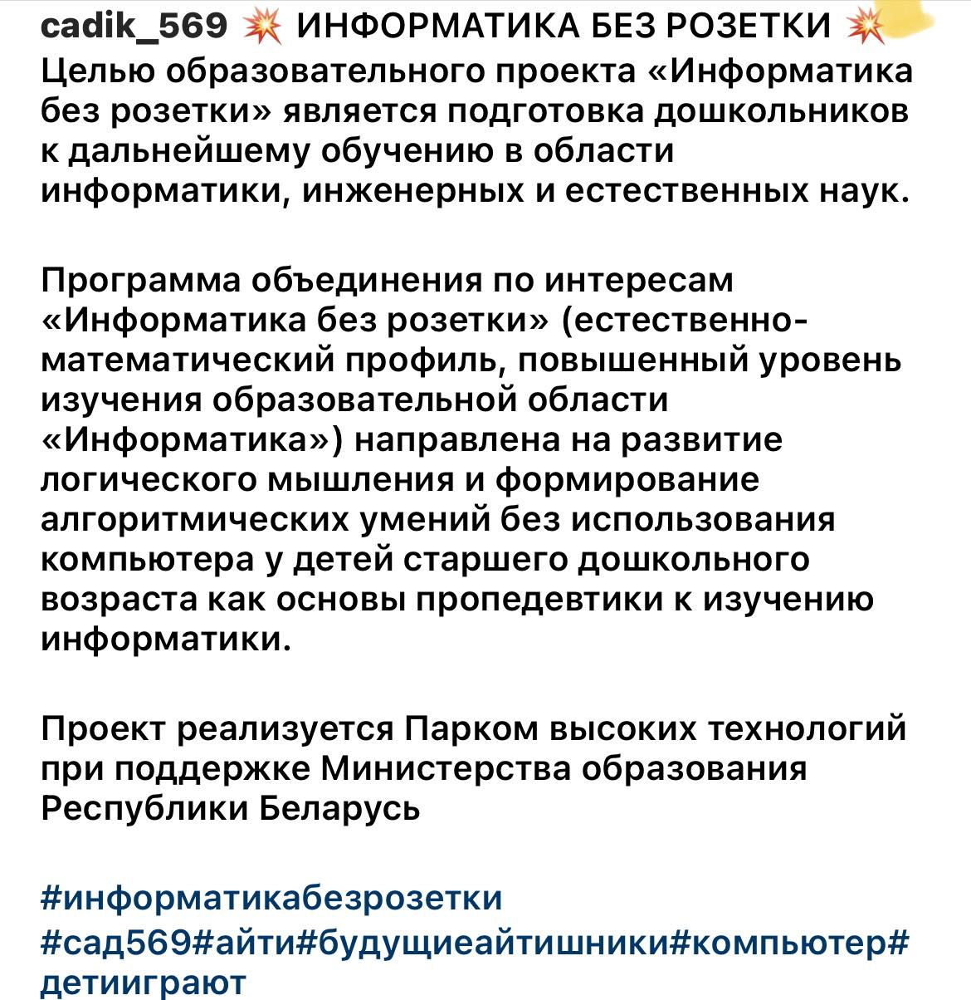 cadik_569 💥 ИНФОРМАТИКА БЕЗ РОЗЕТКИ 💥
Целью образовательного проекта «Информатика
без розетки» является подготовка дошкольников
к дальнейшему обучению в области
информатики, инженерных и естественных наук.
Программа объединения по интересам
«Информатика без розетки» (естественно-
математический профиль, повышенный уровень
изучения образовательной области
«Информатика») направлена на развитие
логического мышления и формирование
алгоритмических умений без использования
компьютера у детей старшего дошкольного
возраста как основы пропедевтики к изучению
информатики.
Проект реализуется Парком высоких технологий
при поддержке Министерства образования
Республики Беларусь
#информатикабезрозетки
#сад569#айти#будущиеайтишники#компьютер#
детииграют